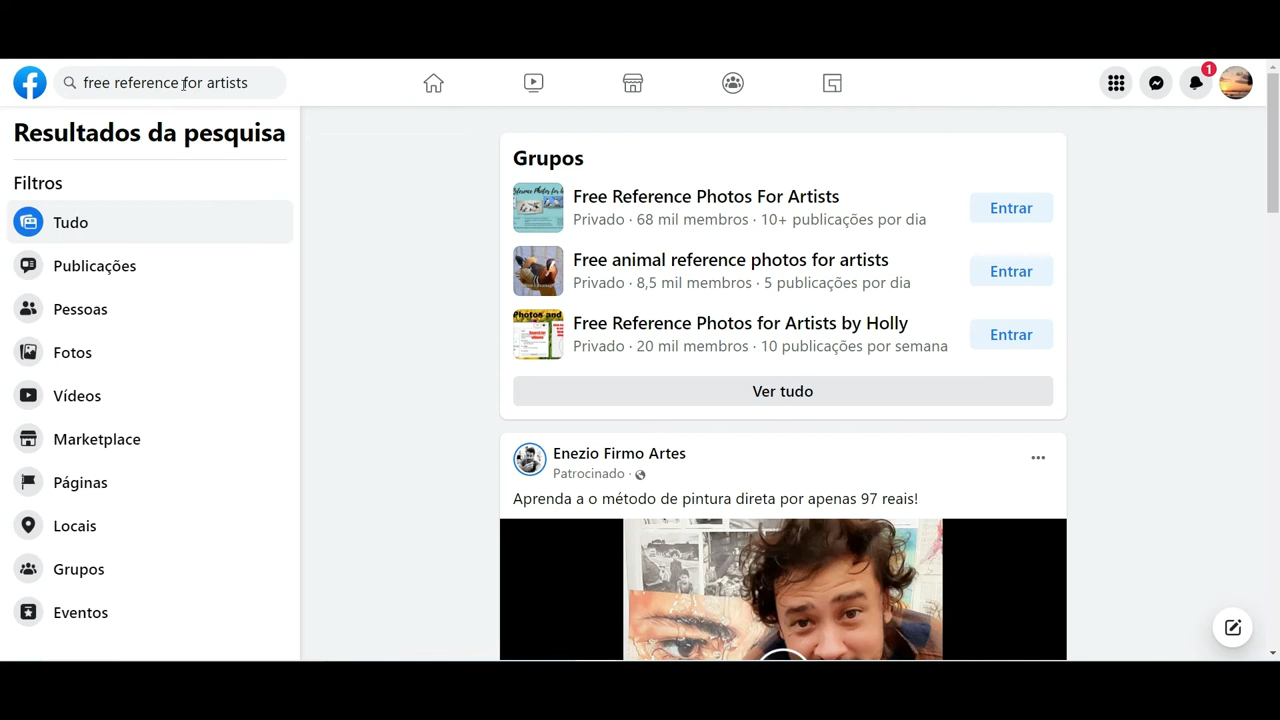 free reference for artists
1
Resultados da pesquisa
Filtros
Tudo
Publicações
Pessoas
Fotos
Vídeos
Marketplace
Páginas
Locais
Grupos
Eventos
Grupos
Free Reference Photos For Artists
Privado · 68 mil membros · 10+ publicações por dia
Entrar
Free animal reference photos for artists
Privado · 8,5 mil membros · 5 publicações por dia
Entrar
Free Reference Photos for Artists by Holly
Privado · 20 mil membros · 10 publicações por semana
Entrar
Ver tudo
Enezio Firmo Artes
Patrocinado ·
Aprenda a o método de pintura direta por apenas 97 reais!